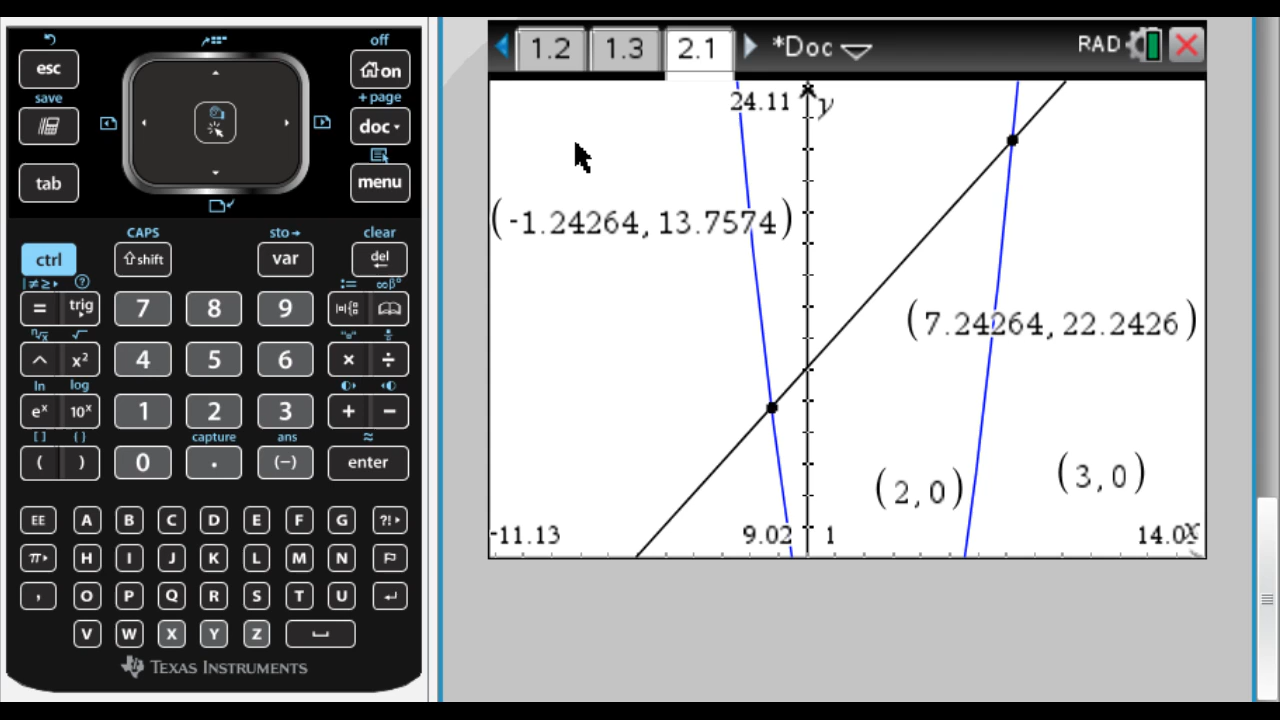 off
esc
on
save
+ page
doc
tab
menu
CAPS
sto→
clear
ctrl
⇧shift
var
del
|≠≥▸
?
:=
∞β°
=
trig
7
8
9
ⁿ√x
√
^
x²
4
5
6
×
÷
ln
log
eˣ
10ˣ
1
2
3
+
−
[ ]
{ }
capture
ans
≈
(
)
0
.
(−)
enter
EE
A
B
C
D
E
F
G
?!▸
π▸
H
I
J
K
L
M
N
,
O
P
Q
R
S
T
U
V
W
X
Y
Z
TEXAS INSTRUMENTS
1.2
1.3
2.1
*Doc
RAD
24.11
y
(-1.24264, 13.7574)
(7.24264, 22.2426)
(2,0)
(3,0)
-11.13
9.02
1
x